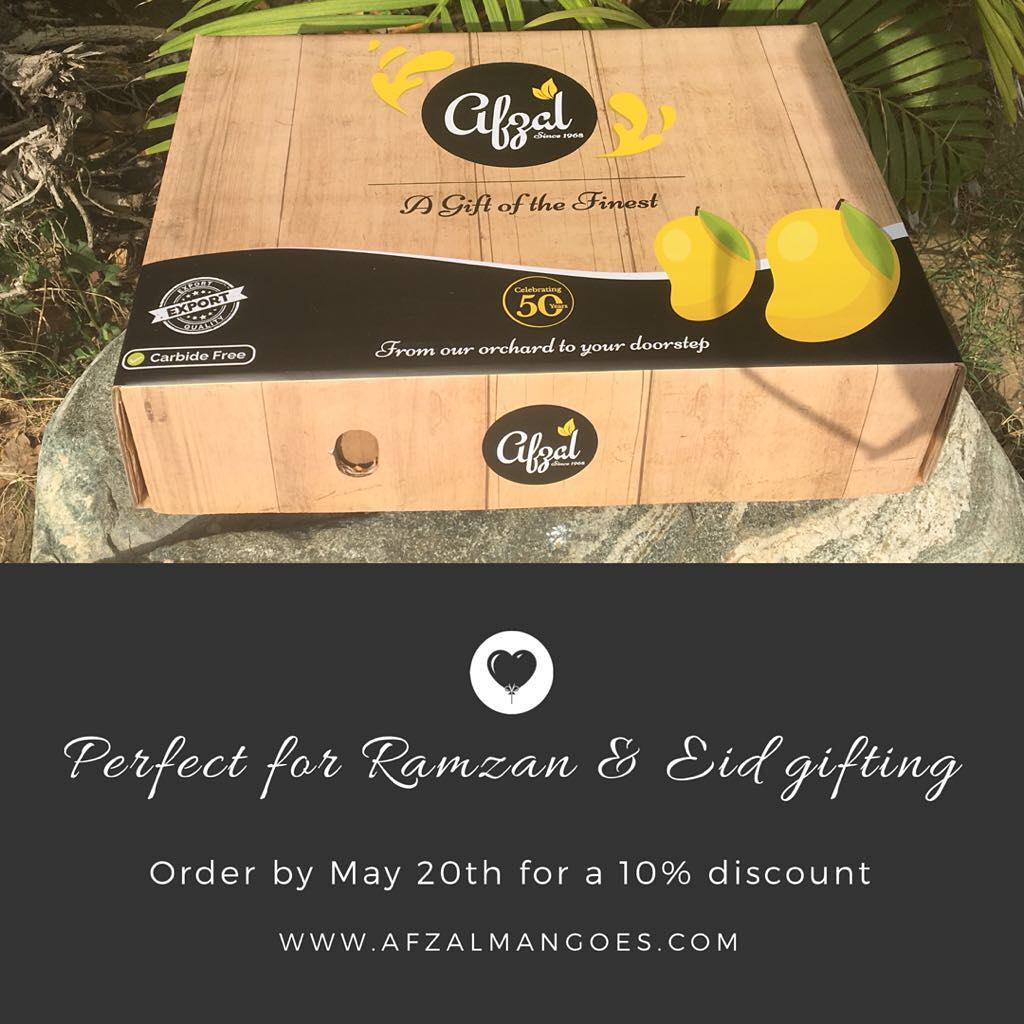 afzal
Since 1968
A Gift of the Finest
EXPORT
EXPORT
QUALITY
Carbide Free
Celebrating
50 Years
From our orchard to your doorstep
afzal
Since 1968
Perfect for Ramzan & Eid gifting
Order by May 20th for a 10% discount
WWW.AFZALMANGOES.COM